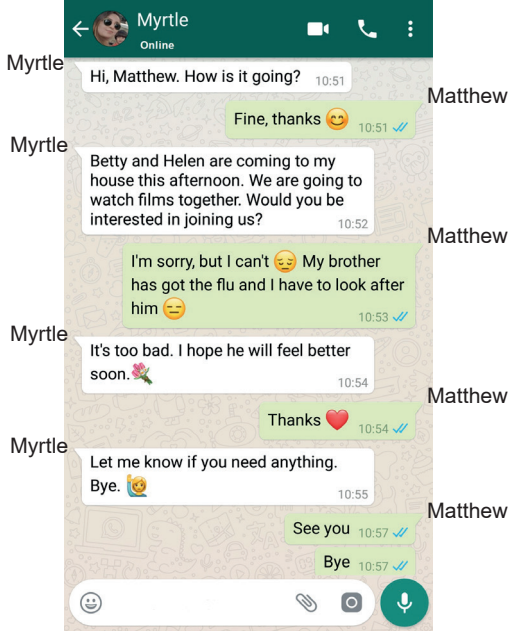 Myrtle
Online
Myrtle
Hi, Matthew. How is it going? 10:51
Matthew
Fine, thanks 😊 10:51
Myrtle
Betty and Helen are coming to my
house this afternoon. We are going to
watch films together. Would you be
interested in joining us? 10:52
Matthew
I'm sorry, but I can't 😔 My brother
has got the flu and I have to look after
him 😑 10:53
Myrtle
It's too bad. I hope he will feel better
soon.💐 10:54
Matthew
Thanks ❤️ 10:54
Myrtle
Let me know if you need anything.
Bye. 🙋 10:55
Matthew
See you 10:57
Bye 10:57